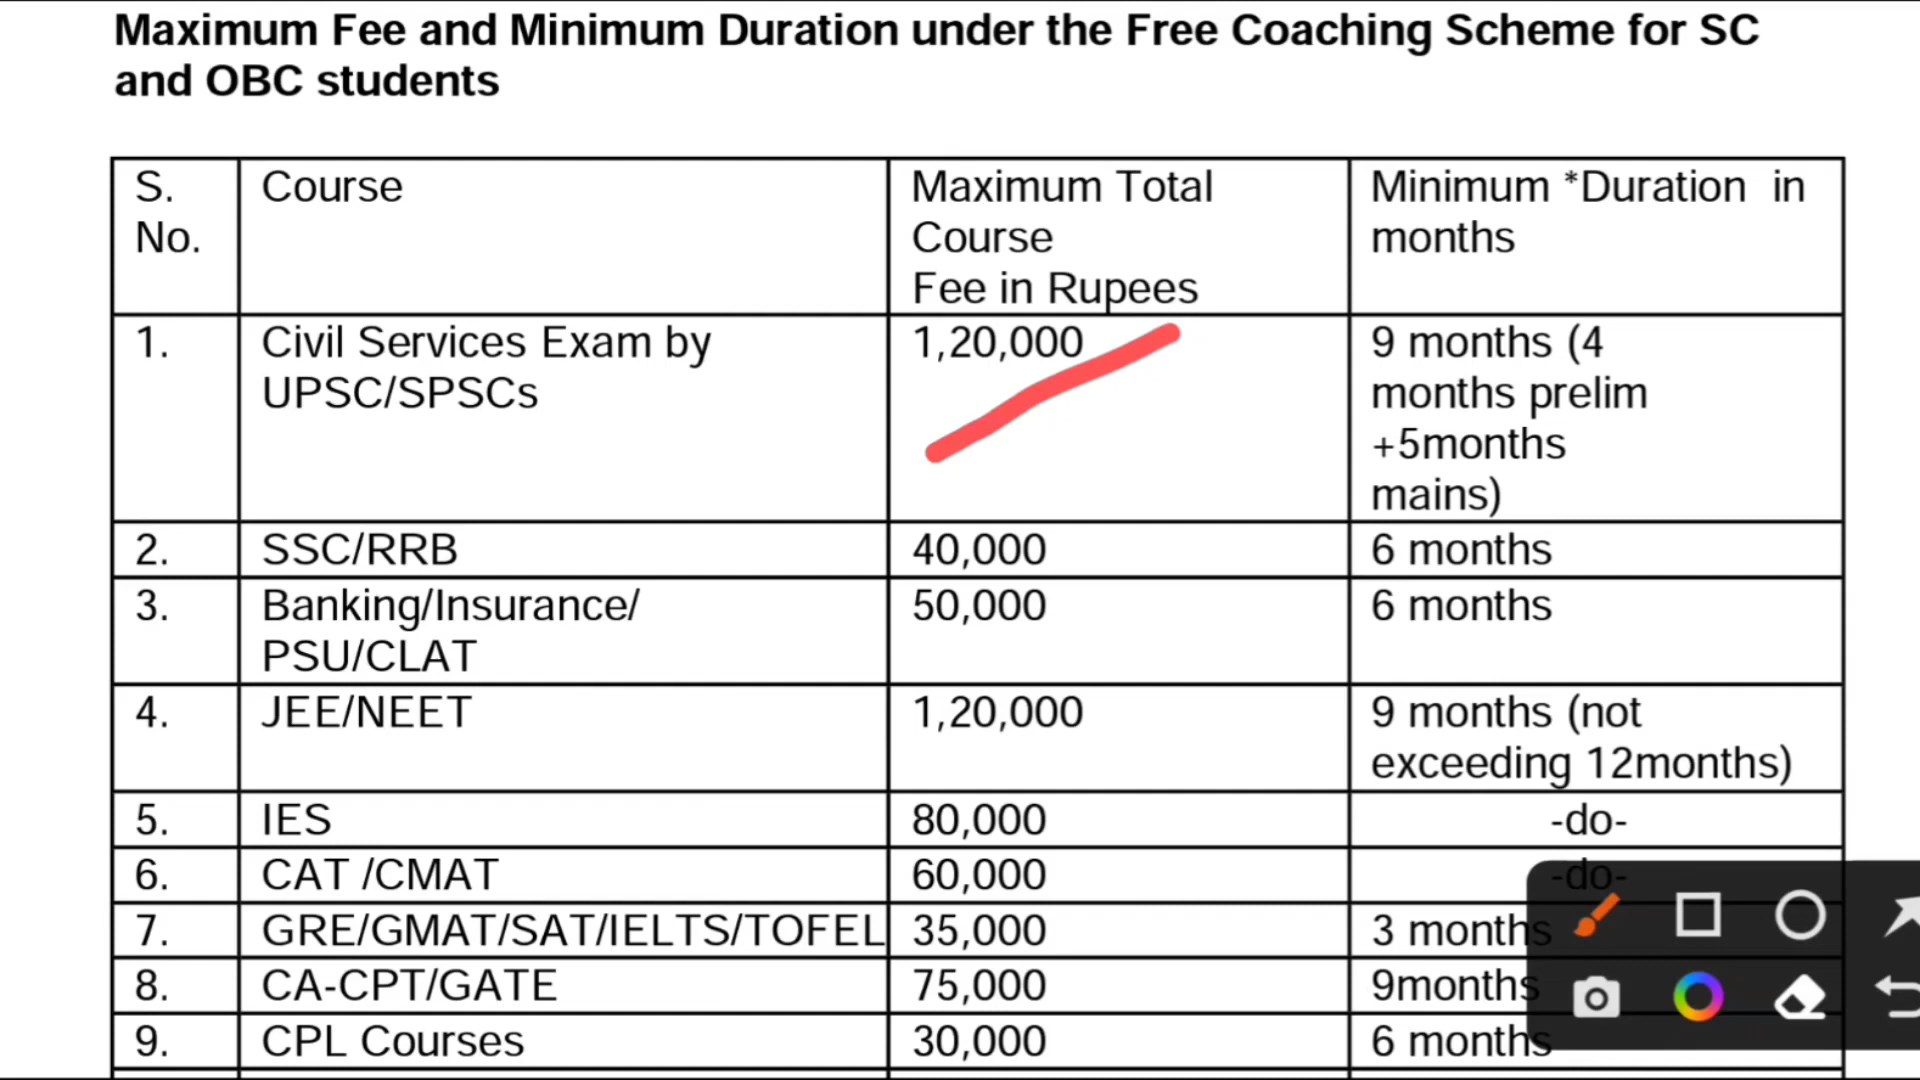 Maximum Fee and Minimum Duration under the Free Coaching Scheme for SC
and OBC students
S.
No.
Course
Maximum Total
Course
Fee in Rupees
Minimum *Duration in
months
1.
Civil Services Exam by
UPSC/SPSCs
1,20,000
9 months (4
months prelim
+5months
mains)
2.
SSC/RRB
40,000
6 months
3.
Banking/Insurance/
PSU/CLAT
50,000
6 months
4.
JEE/NEET
1,20,000
9 months (not
exceeding 12months)
5.
IES
80,000
-do-
6.
CAT /CMAT
60,000
-do-
7.
GRE/GMAT/SAT/IELTS/TOFEL
35,000
3 months
8.
CA-CPT/GATE
75,000
9months
9.
CPL Courses
30,000
6 months